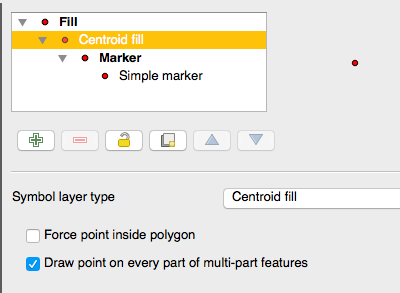 Fill
Centroid fill
Marker
Simple marker
Symbol layer type
Centroid fill
Force point inside polygon
Draw point on every part of multi-part features